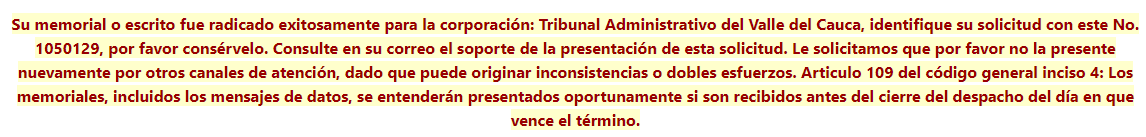 Su memorial o escrito fue radicado exitosamente para la corporación: Tribunal Administrativo del Valle del Cauca, identifique su solicitud con este No.
1050129, por favor consérvelo. Consulte en su correo el soporte de la presentación de esta solicitud. Le solicitamos que por favor no la presente
nuevamente por otros canales de atención, dado que puede originar inconsistencias o dobles esfuerzos. Articulo 109 del código general inciso 4: Los
memoriales, incluidos los mensajes de datos, se entenderán presentados oportunamente si son recibidos antes del cierre del despacho del día en que
vence el término.